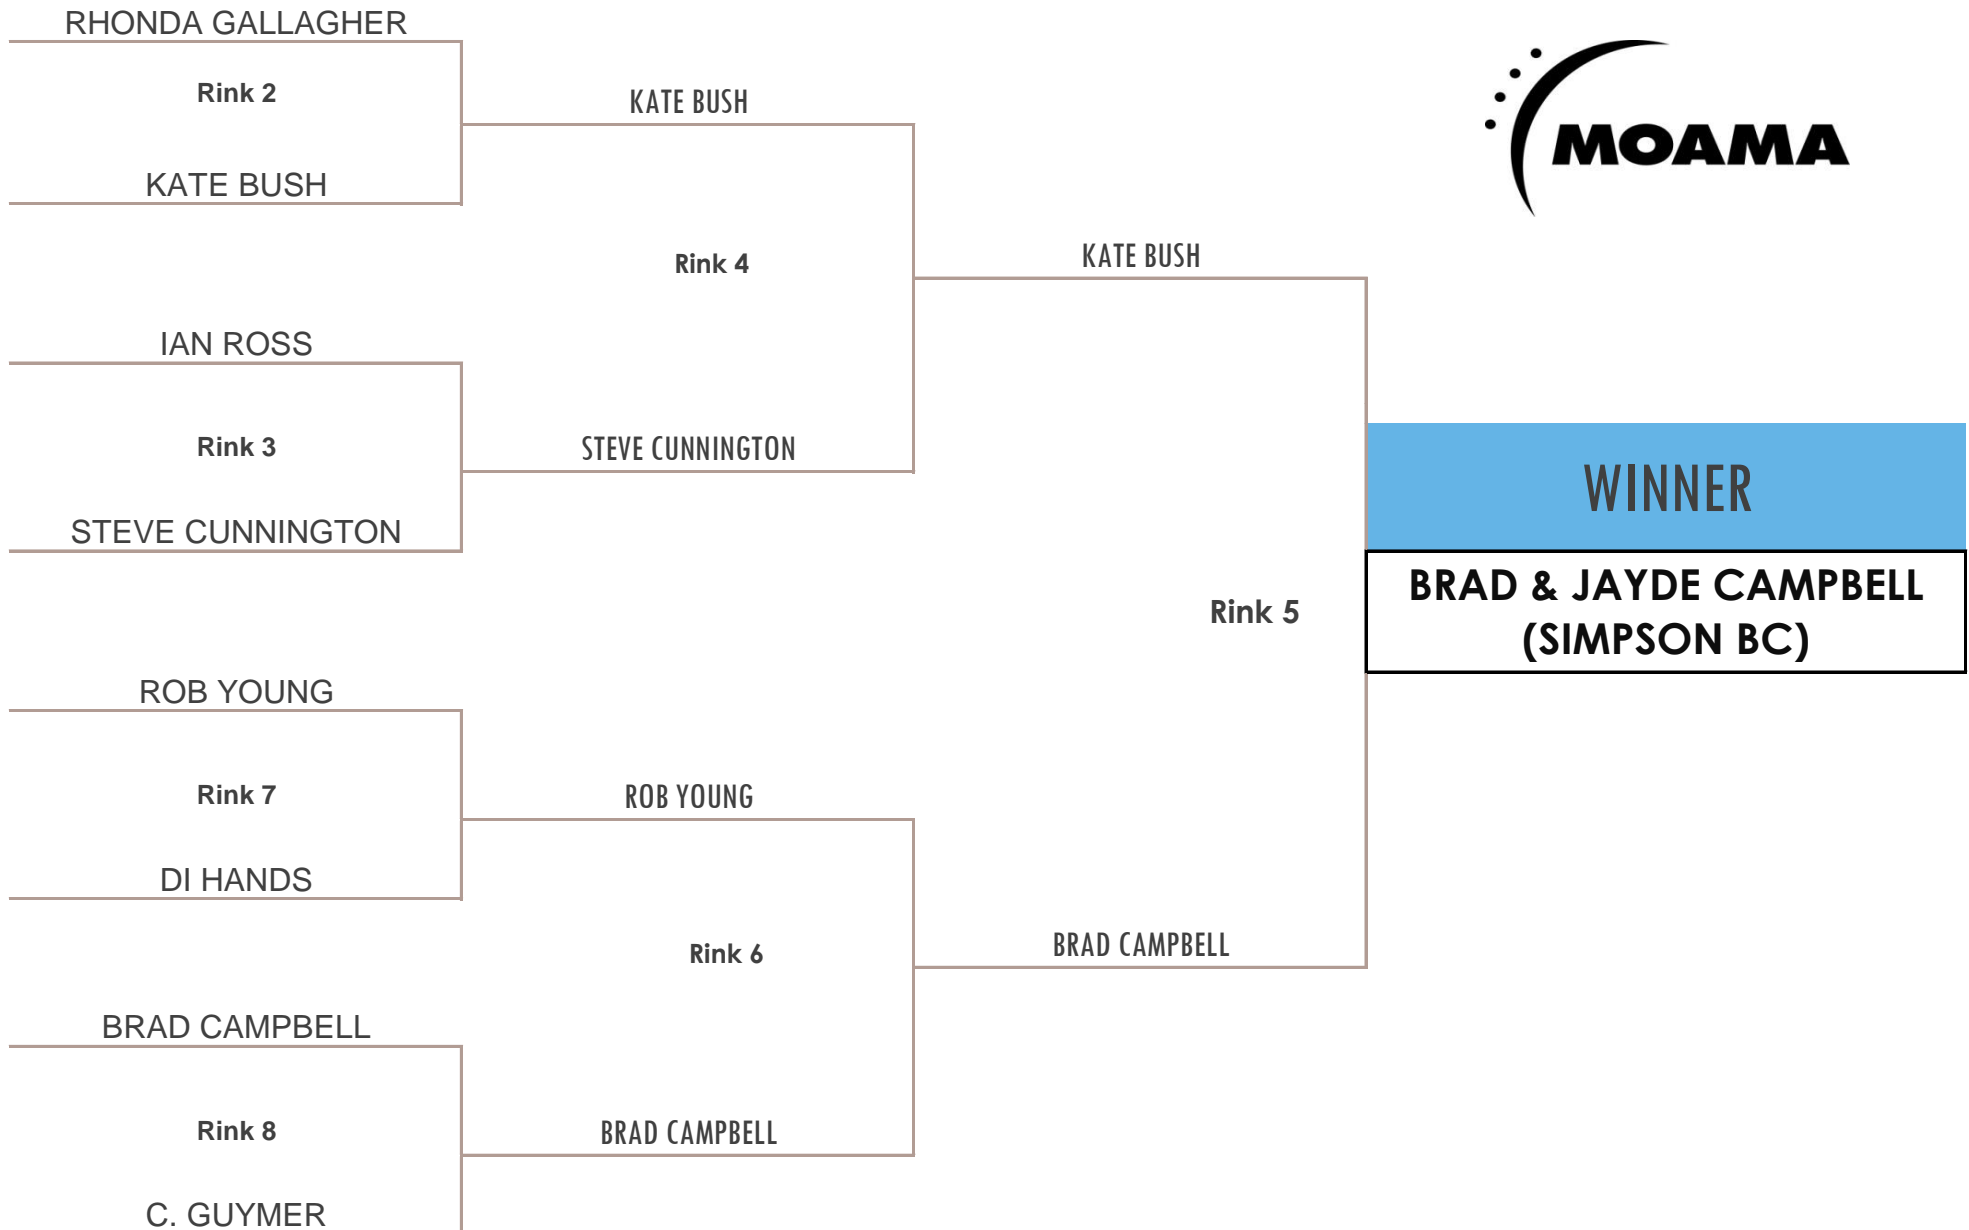 RHONDA GALLAGHER
Rink 2
KATE BUSH
KATE BUSH
MOAMA
Rink 4
KATE BUSH
IAN ROSS
Rink 3
STEVE CUNNINGTON
STEVE CUNNINGTON
WINNER
BRAD & JAYDE CAMPBELL
(SIMPSON BC)
Rink 5
ROB YOUNG
Rink 7
ROB YOUNG
DI HANDS
Rink 6
BRAD CAMPBELL
BRAD CAMPBELL
Rink 8
BRAD CAMPBELL
C. GUYMER